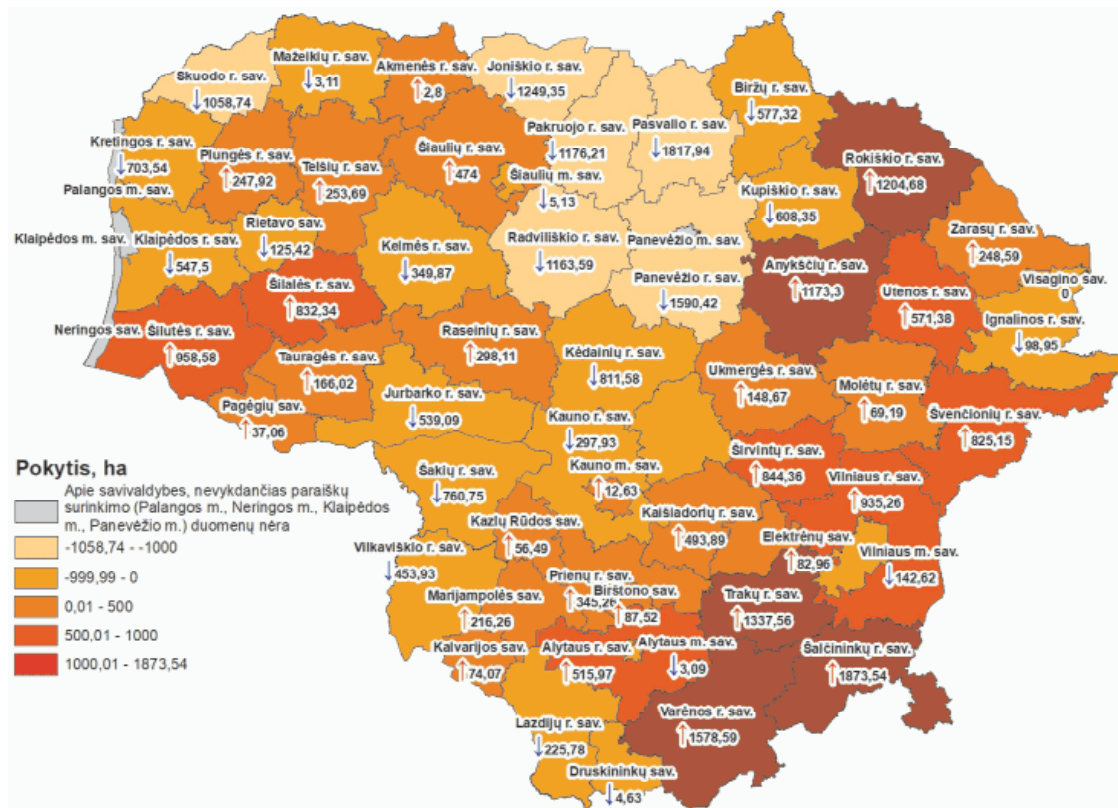 Mažeikių r. sav.
↓3,11
Akmenės r. sav.
↑2,8
Joniškio r. sav.
↓1249,35
Skuodo r. sav.
↓1058,74
Biržų r. sav.
↓577,32
Pakruojo r. sav.
↓1176,21
Pasvalio r. sav.
↓1817,94
Kretingos r. sav.
↓703,54
Plungės r. sav.
↑247,92
Telšių r. sav.
↑253,69
Šiaulių r. sav.
↑474
Šiaulių m. sav.
↓5,13
Rokiškio r. sav.
↑1204,68
Palangos m. sav.
Kupiškio r. sav.
↓608,35
Klaipėdos m. sav.
Klaipėdos r. sav.
↓547,5
Rietavo sav.
↓125,42
Kelmės r. sav.
↓349,87
Radviliškio r. sav.
↓1163,59
Panevėžio m. sav.
Panevėžio r. sav.
↓1590,42
Zarasų r. sav.
↑248,59
Anykščių r. sav.
↑1173,3
Utenos r. sav.
↑571,38
Visagino sav.
0
Ignalinos r. sav.
↓98,95
Šilalės r. sav.
↑832,34
Neringos sav.
Šilutės r. sav.
↑958,58
Raseinių r. sav.
↑298,11
Tauragės r. sav.
↑166,02
Kėdainių r. sav.
↓811,58
Ukmergės r. sav.
↑148,67
Molėtų r. sav.
↑69,19
Švenčionių r. sav.
↑825,15
Pagėgių sav.
↑37,06
Jurbarko r. sav.
↓539,09
Kauno r. sav.
↓297,93
Kauno m. sav.
↑12,63
Širvintų r. sav.
↑844,36
Vilniaus r. sav.
↑935,26
Šakių r. sav.
↓760,75
Kazlų Rūdos sav.
↑56,49
Kaišiadorių r. sav.
↑493,89
Elektrėnų sav.
↑82,96
Vilniaus m. sav.
↓142,62
Vilkaviškio r. sav.
↓453,93
Marijampolės sav.
↑216,26
Prienų r. sav.
↑345,26
Birštono sav.
↑87,52
Trakų r. sav.
↑1337,56
Kalvarijos sav.
↑74,07
Alytaus r. sav.
↑515,97
Alytaus m. sav.
↓3,09
Šalčininkų r. sav.
↑1873,54
Varėnos r. sav.
↑1578,59
Lazdijų r. sav.
↓225,78
Druskininkų sav.
↓4,63
Pokytis, ha
Apie savivaldybes, nevykdančias paraiškų
surinkimo (Palangos m., Neringos m., Klaipėdos
m., Panevėžio m.) duomenų nėra
-1058,74 - -1000
-999,99 - 0
0,01 - 500
500,01 - 1000
1000,01 - 1873,54